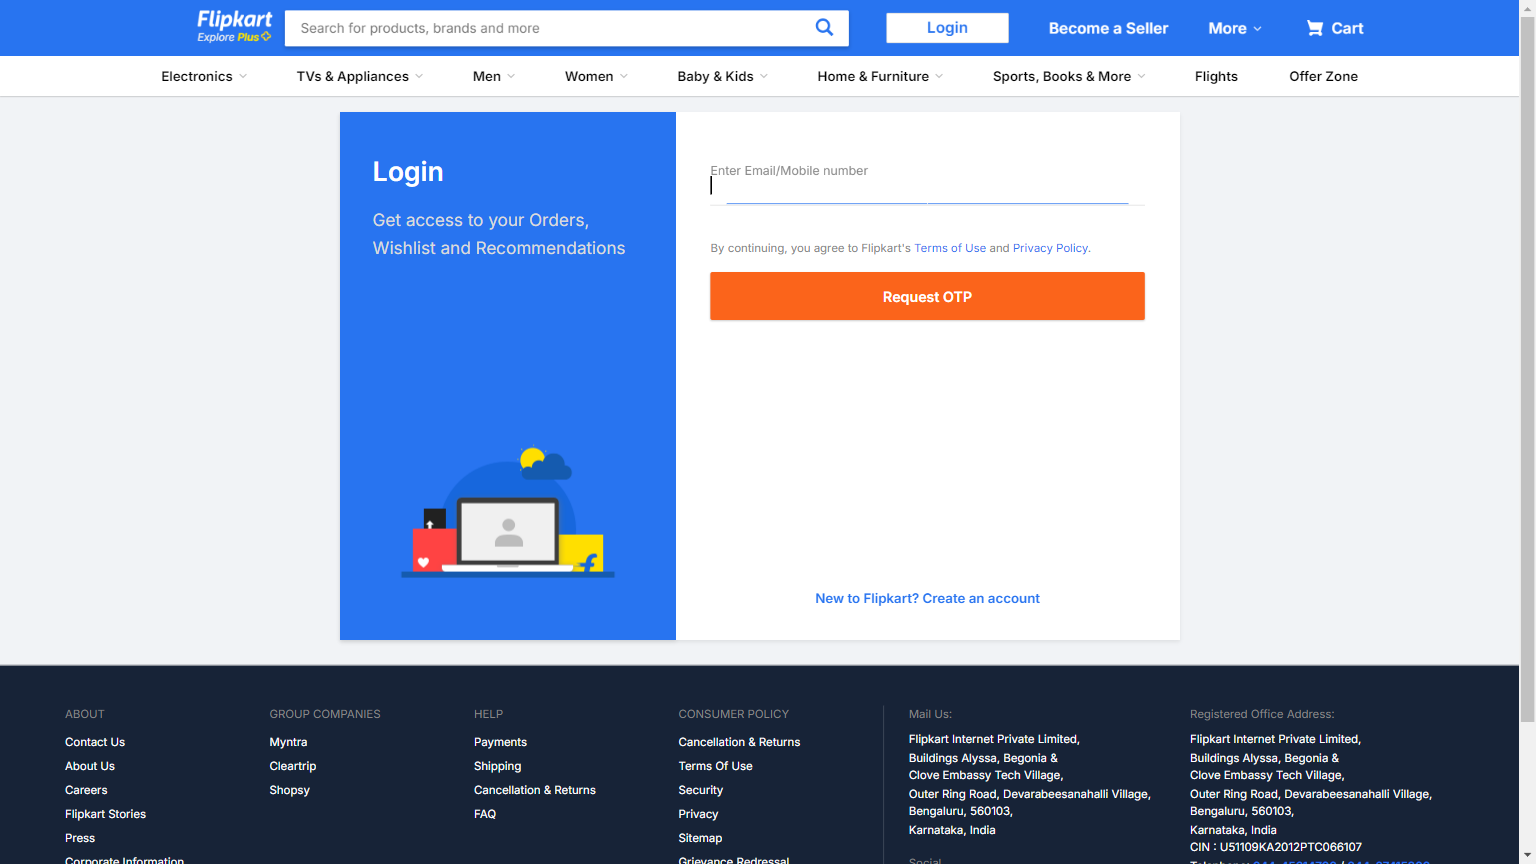 Flipkart
Explore Plus
Search for products, brands and more
Login
Become a Seller
More
Cart
Electronics
TVs & Appliances
Men
Women
Baby & Kids
Home & Furniture
Sports, Books & More
Flights
Offer Zone
Login
Get access to your Orders,
Wishlist and Recommendations
Enter Email/Mobile number
By continuing, you agree to Flipkart's Terms of Use and Privacy Policy.
Request OTP
New to Flipkart? Create an account
ABOUT
Contact Us
About Us
Careers
Flipkart Stories
Press
Corporate Information
GROUP COMPANIES
Myntra
Cleartrip
Shopsy
HELP
Payments
Shipping
Cancellation & Returns
FAQ
CONSUMER POLICY
Cancellation & Returns
Terms Of Use
Security
Privacy
Sitemap
Grievance Redressal
Mail Us:
Flipkart Internet Private Limited,
Buildings Alyssa, Begonia &
Clove Embassy Tech Village,
Outer Ring Road, Devarabeesanahalli Village,
Bengaluru, 560103,
Karnataka, India
Social
Registered Office Address:
Flipkart Internet Private Limited,
Buildings Alyssa, Begonia &
Clove Embassy Tech Village,
Outer Ring Road, Devarabeesanahalli Village,
Bengaluru, 560103,
Karnataka, India
CIN : U51109KA2012PTC066107
Telephone: